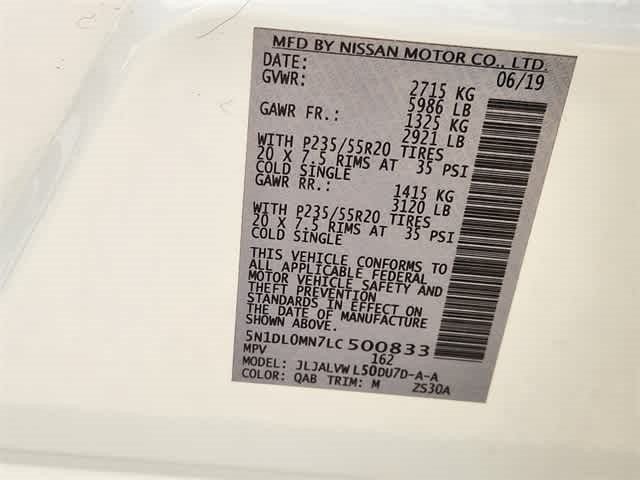 MFD BY NISSAN MOTOR CO., LTD.
DATE: 06/19
GVWR: 2715 KG
5986 LB
GAWR FR.: 1325 KG
2921 LB
WITH P235/55R20 TIRES
20 X 7.5 RIMS AT 35 PSI
COLD SINGLE
GAWR RR.: 1415 KG
3120 LB
WITH P235/55R20 TIRES
20 X 7.5 RIMS AT 35 PSI
COLD SINGLE
THIS VEHICLE CONFORMS TO
ALL APPLICABLE FEDERAL
MOTOR VEHICLE SAFETY AND
THEFT PREVENTION
STANDARDS IN EFFECT ON
THE DATE OF MANUFACTURE
SHOWN ABOVE.
5N1DL0MN7LC500833
MPV 162
MODEL: JLJALVWL50DU7D-A-A
COLOR: QAB TRIM: M ZS30A